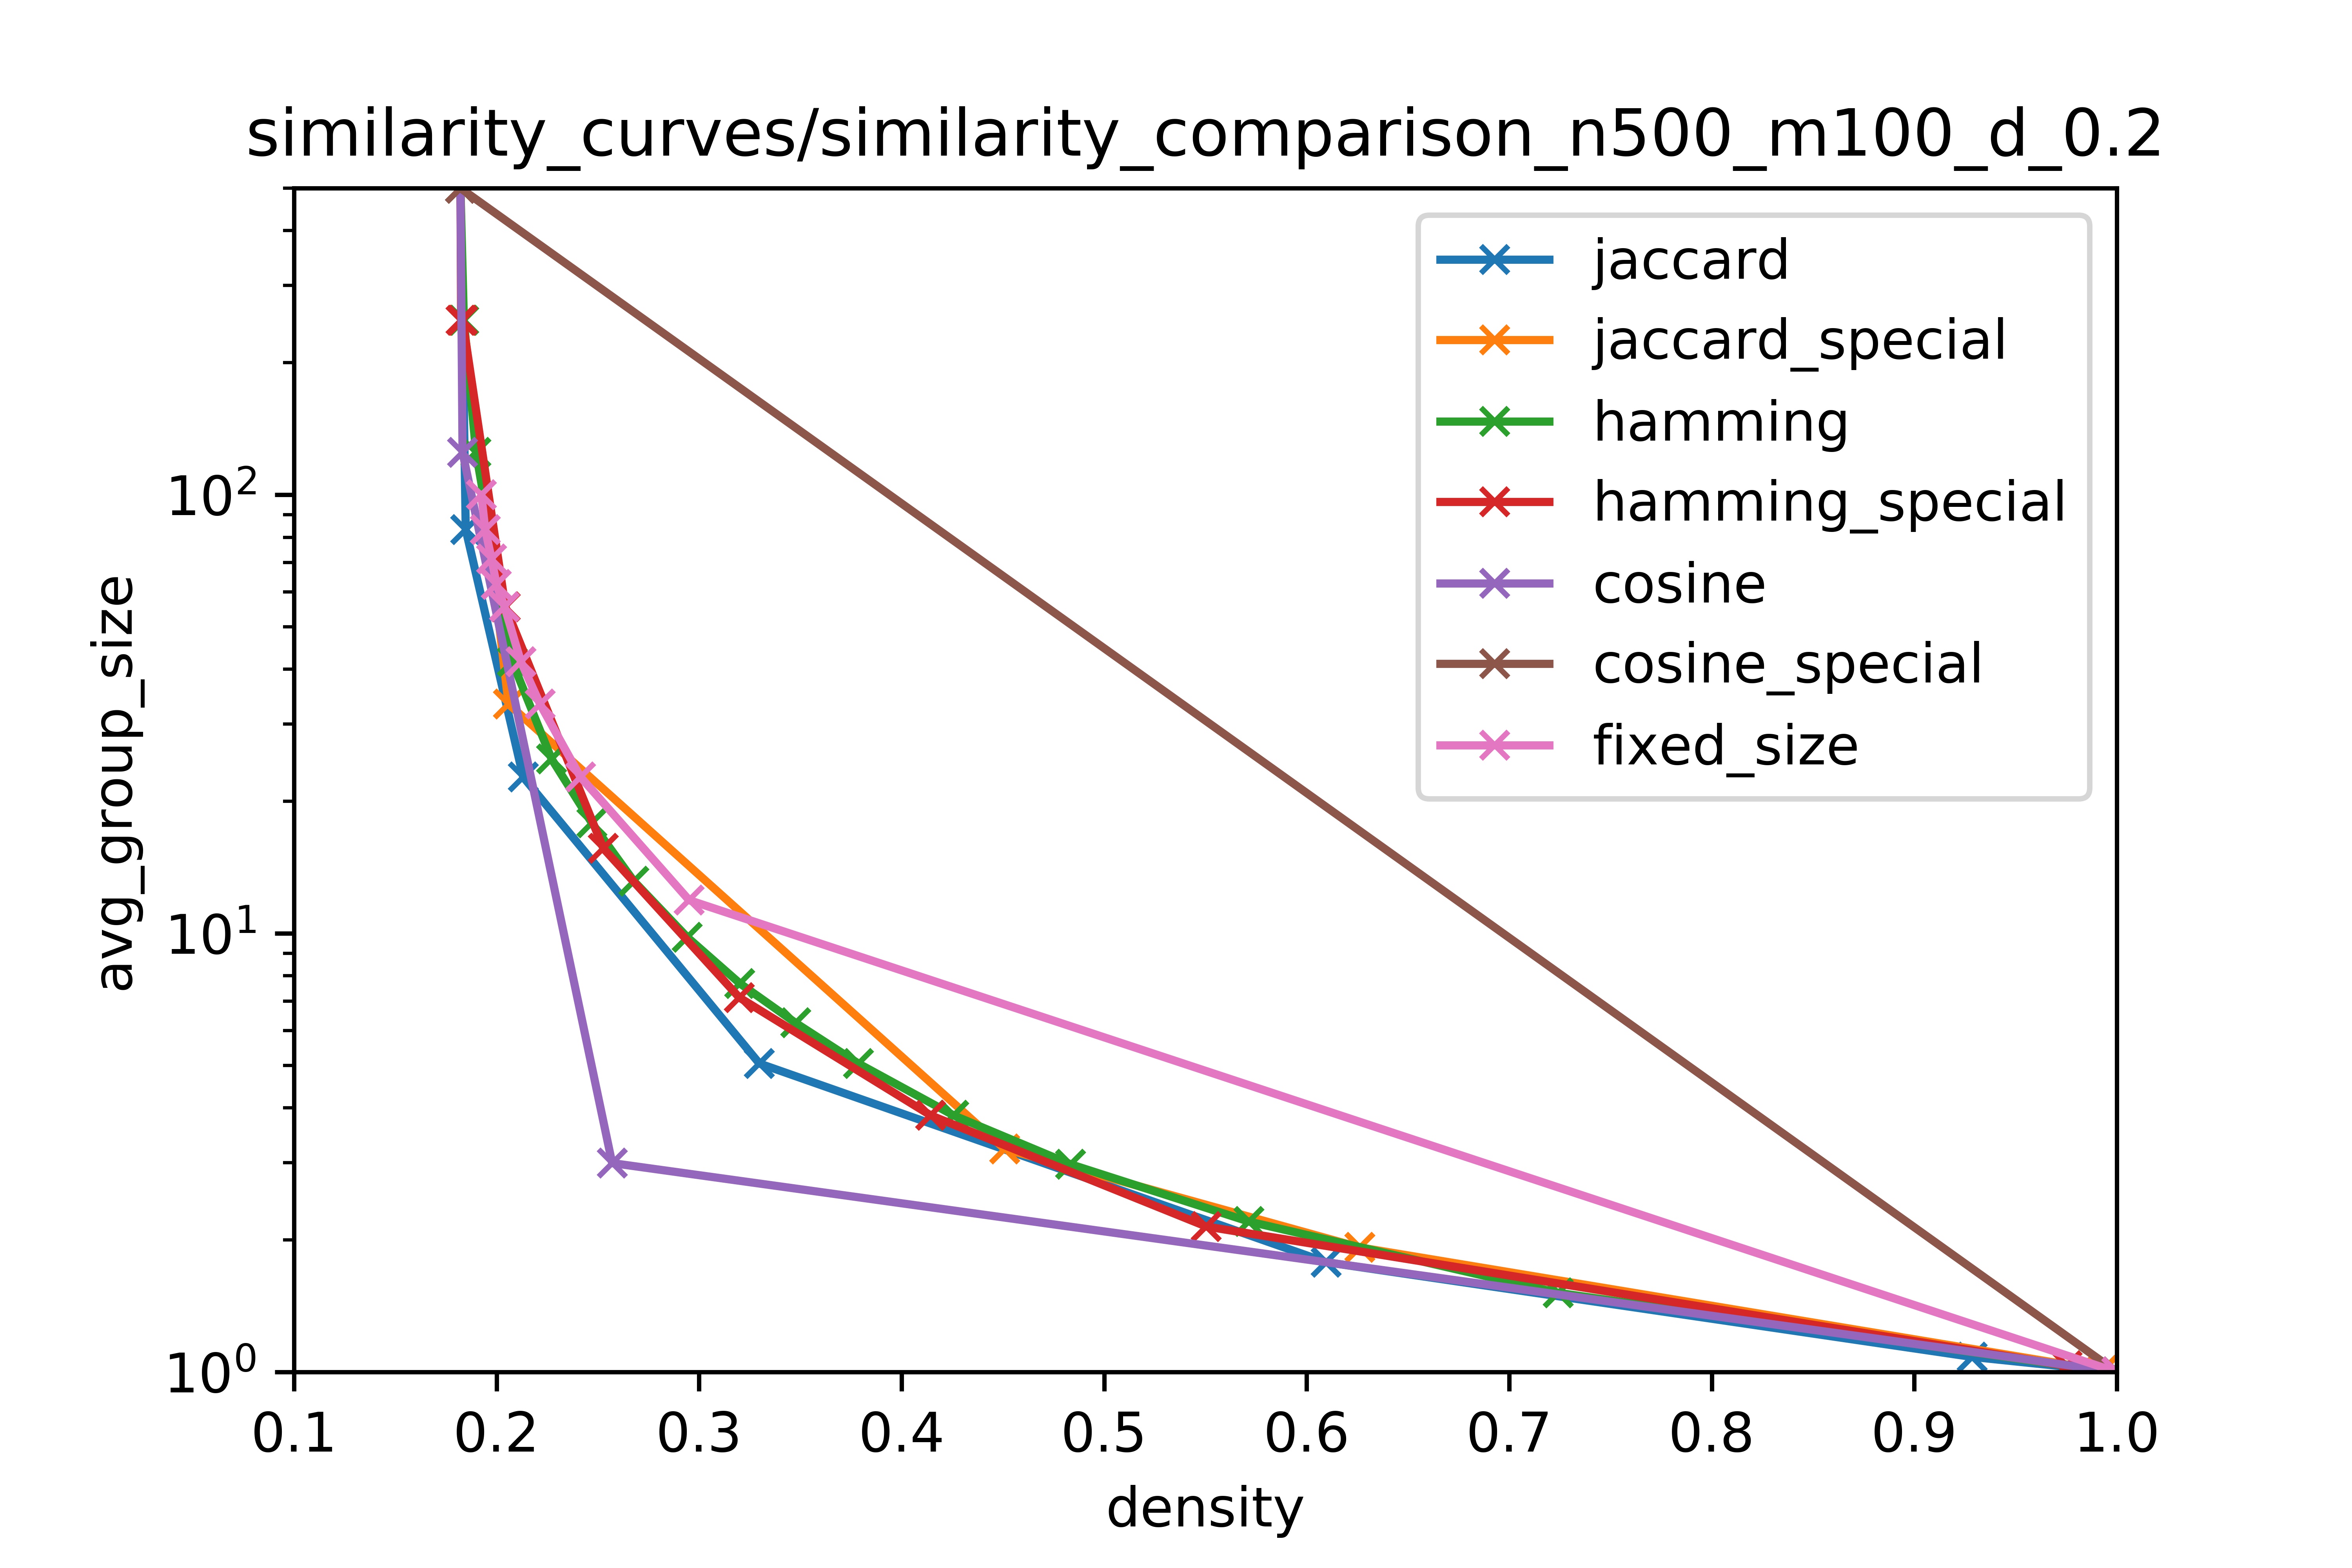 similarity_curves/similarity_comparison_n500_m100_d_0.2
jaccard
jaccard_special
hamming
hamming_special
cosine
cosine_special
fixed_size
avg_group_size
10²
10¹
10⁰
0.1 0.2 0.3 0.4 0.5 0.6 0.7 0.8 0.9 1.0
density